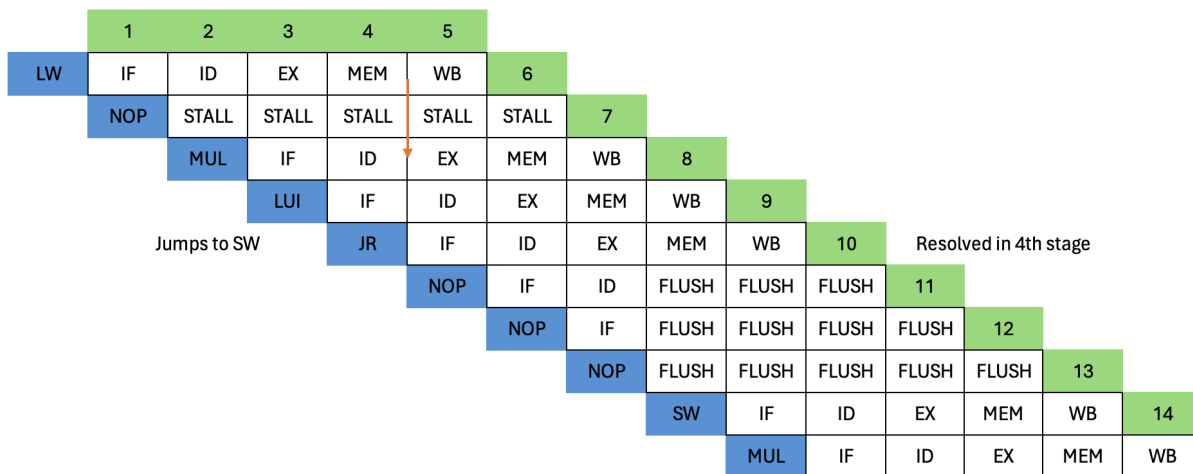 1 2 3 4 5
LW IF ID EX MEM WB 6
NOP STALL STALL STALL STALL STALL 7
MUL IF ID EX MEM WB 8
LUI IF ID EX MEM WB 9
Jumps to SW JR IF ID EX MEM WB 10 Resolved in 4th stage
NOP IF ID FLUSH FLUSH FLUSH 11
NOP IF FLUSH FLUSH FLUSH FLUSH 12
NOP FLUSH FLUSH FLUSH FLUSH FLUSH 13
SW IF ID EX MEM WB 14
MUL IF ID EX MEM WB